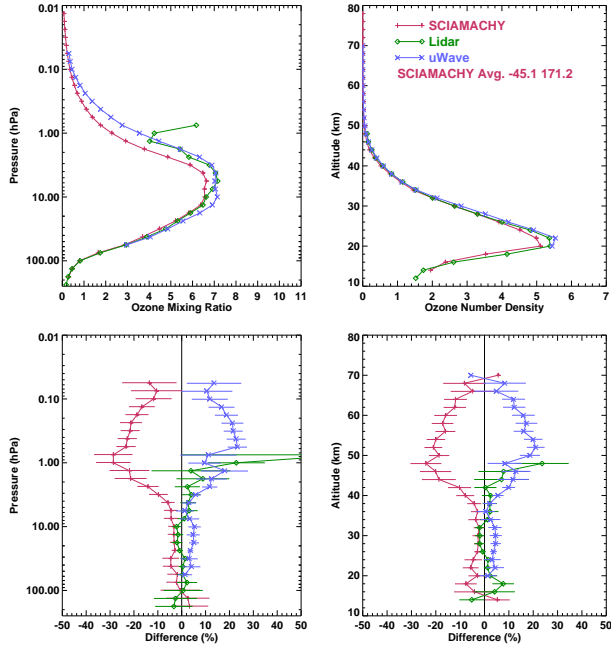 0.01
0.10
1.00
10.00
100.00
Pressure (hPa)
0 1 2 3 4 5 6 7 8 9 10 11
Ozone Mixing Ratio
80
70
60
50
40
30
20
10
Altitude (km)
SCIAMACHY
Lidar
uWave
SCIAMACHY Avg. -45.1 171.2
0 1 2 3 4 5 6 7
Ozone Number Density
0.01
0.10
1.00
10.00
100.00
Pressure (hPa)
-50 -40 -30 -20 -10 0 10 20 30 40 50
Difference (%)
80
70
60
50
40
30
20
10
Altitude (km)
-50 -40 -30 -20 -10 0 10 20 30 40 50
Difference (%)